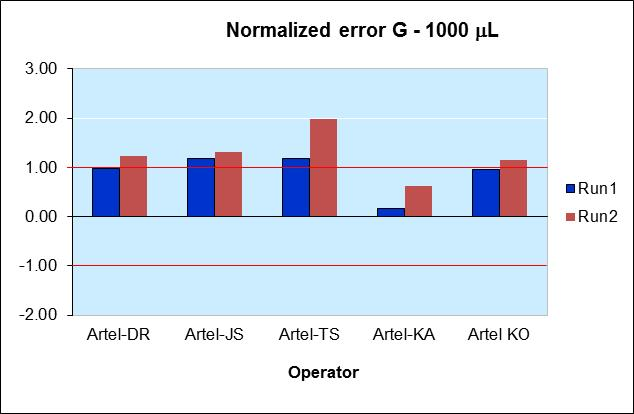 Normalized error G - 1000 μL
3.00
2.00
1.00
0.00
-1.00
-2.00
Artel-DR Artel-JS Artel-TS Artel-KA Artel KO
Operator
Run1
Run2